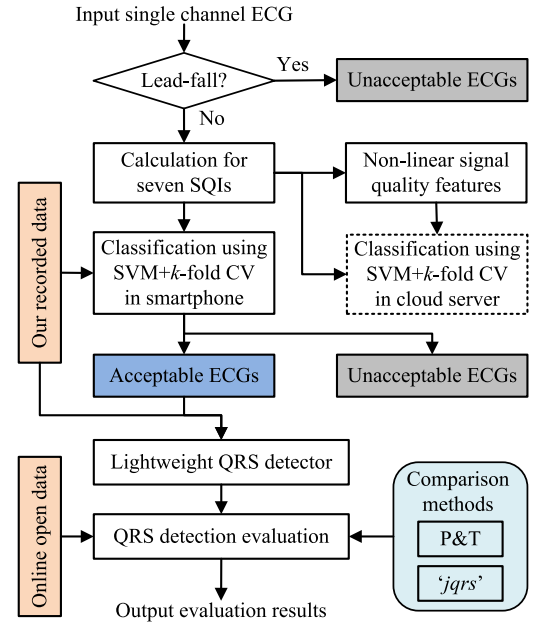 Input single channel ECG
Lead-fall?
Yes
Unacceptable ECGs
No
Calculation for
seven SQIs
Non-linear signal
quality features
Our recorded data
Classification using
SVM+k-fold CV
in smartphone
Classification using
SVM+k-fold CV
in cloud server
Acceptable ECGs
Unacceptable ECGs
Lightweight QRS detector
Comparison
methods
P&T
‘jqrs’
Online open data
QRS detection evaluation
Output evaluation results